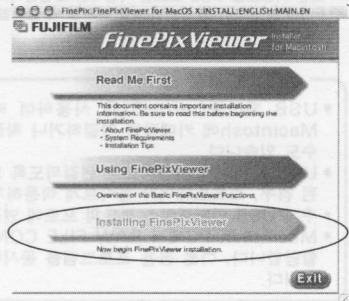 FinePix:FinePixViewer for MacOS X:INSTALL:ENGLISH:MAIN.EN
FUJIFILM
FinePixViewer Installer
for Macintosh
Read Me First
This document contains important installation
information. Be sure to read this before beginning the
installation.
- About FinePixViewer
- System Requirements
- Installation Tips
Using FinePixViewer
Overview of the Basic FinePixViewer Functions.
Installing FinePixViewer
Now begin FinePixViewer installation.
Exit